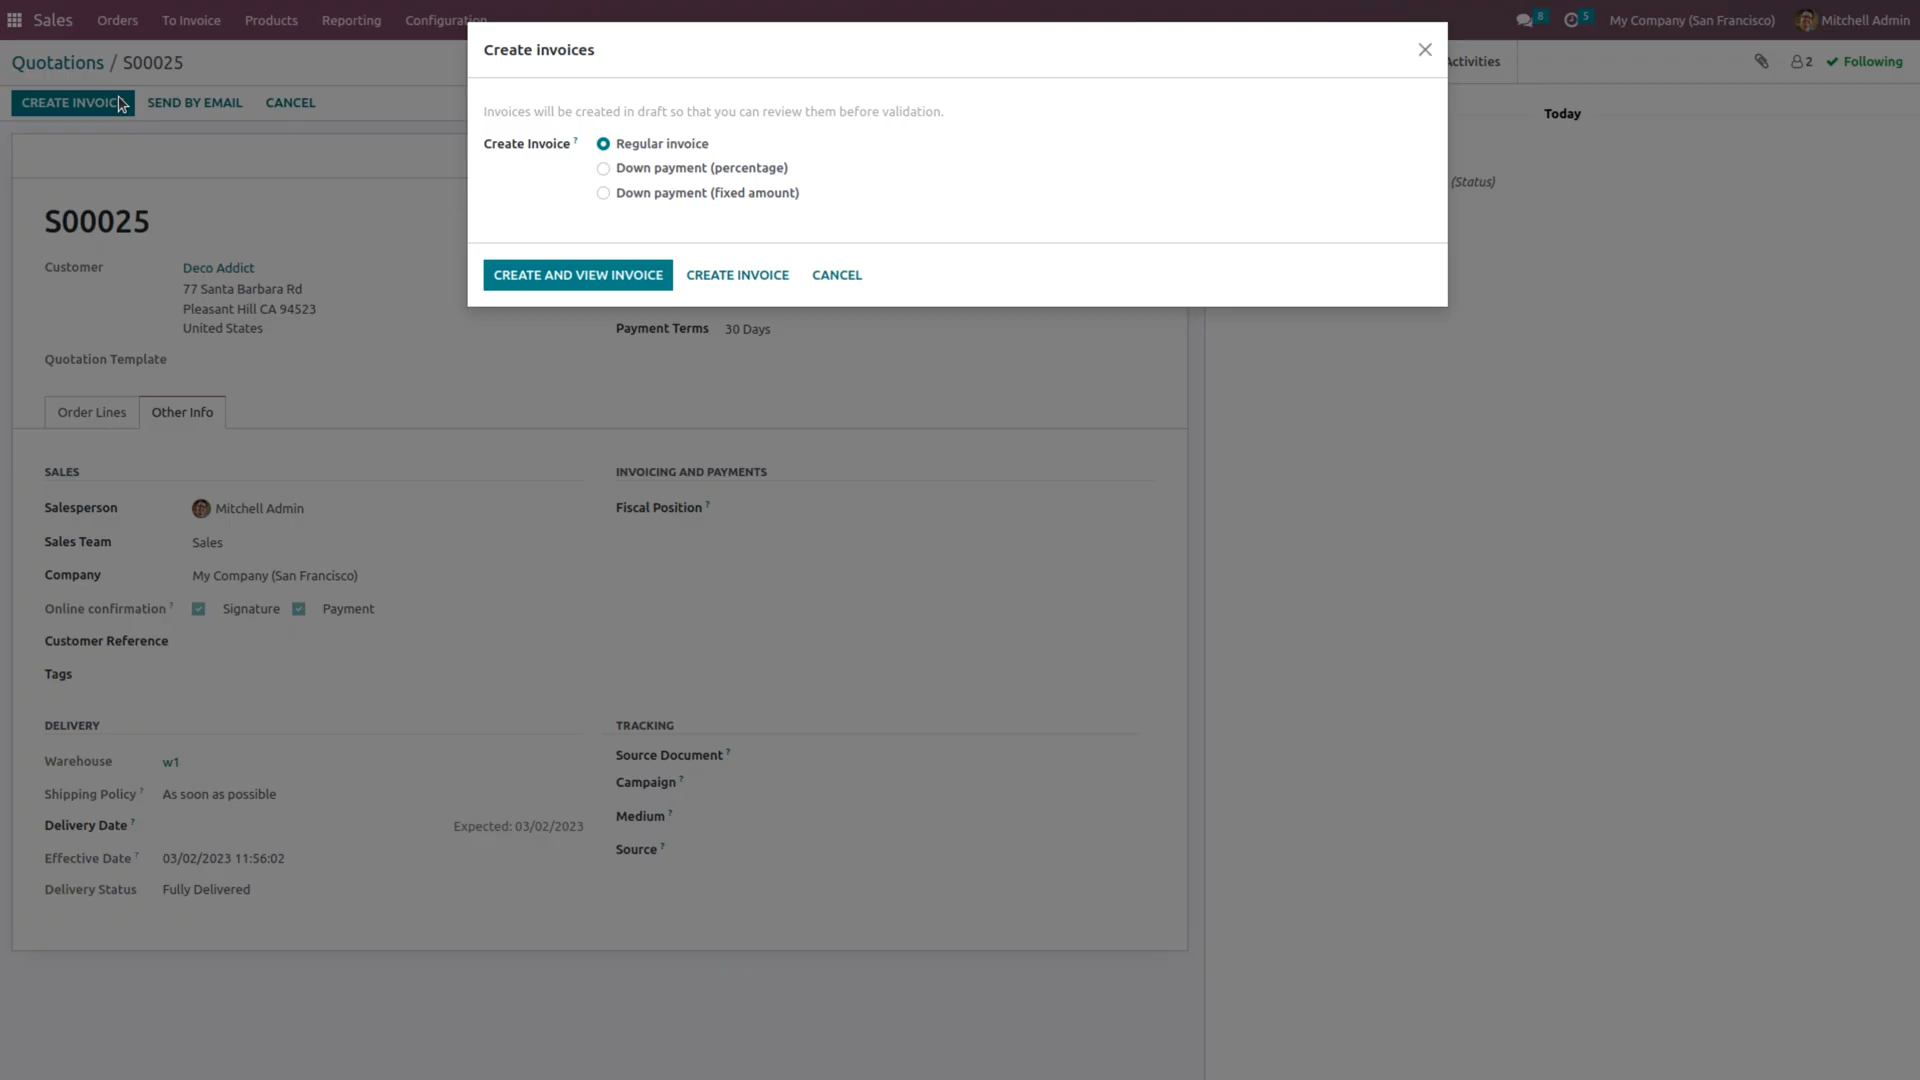 Sales Orders To Invoice Products Reporting Configuration 8 5 My Company (San Francisco) Mitchell Admin
Create invoices
Quotations / S00025
Activities 2 Following
CREATE INVOIC SEND BY EMAIL CANCEL
Invoices will be created in draft so that you can review them before validation.
Today
Create Invoice ? Regular invoice
Down payment (percentage)
Down payment (fixed amount)
(Status)
CREATE AND VIEW INVOICE CREATE INVOICE CANCEL
S00025
Customer Deco Addict
77 Santa Barbara Rd
Pleasant Hill CA 94523
United States
Payment Terms 30 Days
Quotation Template
Order Lines Other Info
SALES
Salesperson Mitchell Admin
Sales Team Sales
Company My Company (San Francisco)
Online confirmation ? Signature Payment
Customer Reference
Tags
INVOICING AND PAYMENTS
Fiscal Position ?
DELIVERY
Warehouse w1
Shipping Policy ? As soon as possible
Delivery Date ? Expected: 03/02/2023
Effective Date ? 03/02/2023 11:56:02
Delivery Status Fully Delivered
TRACKING
Source Document ?
Campaign ?
Medium ?
Source ?